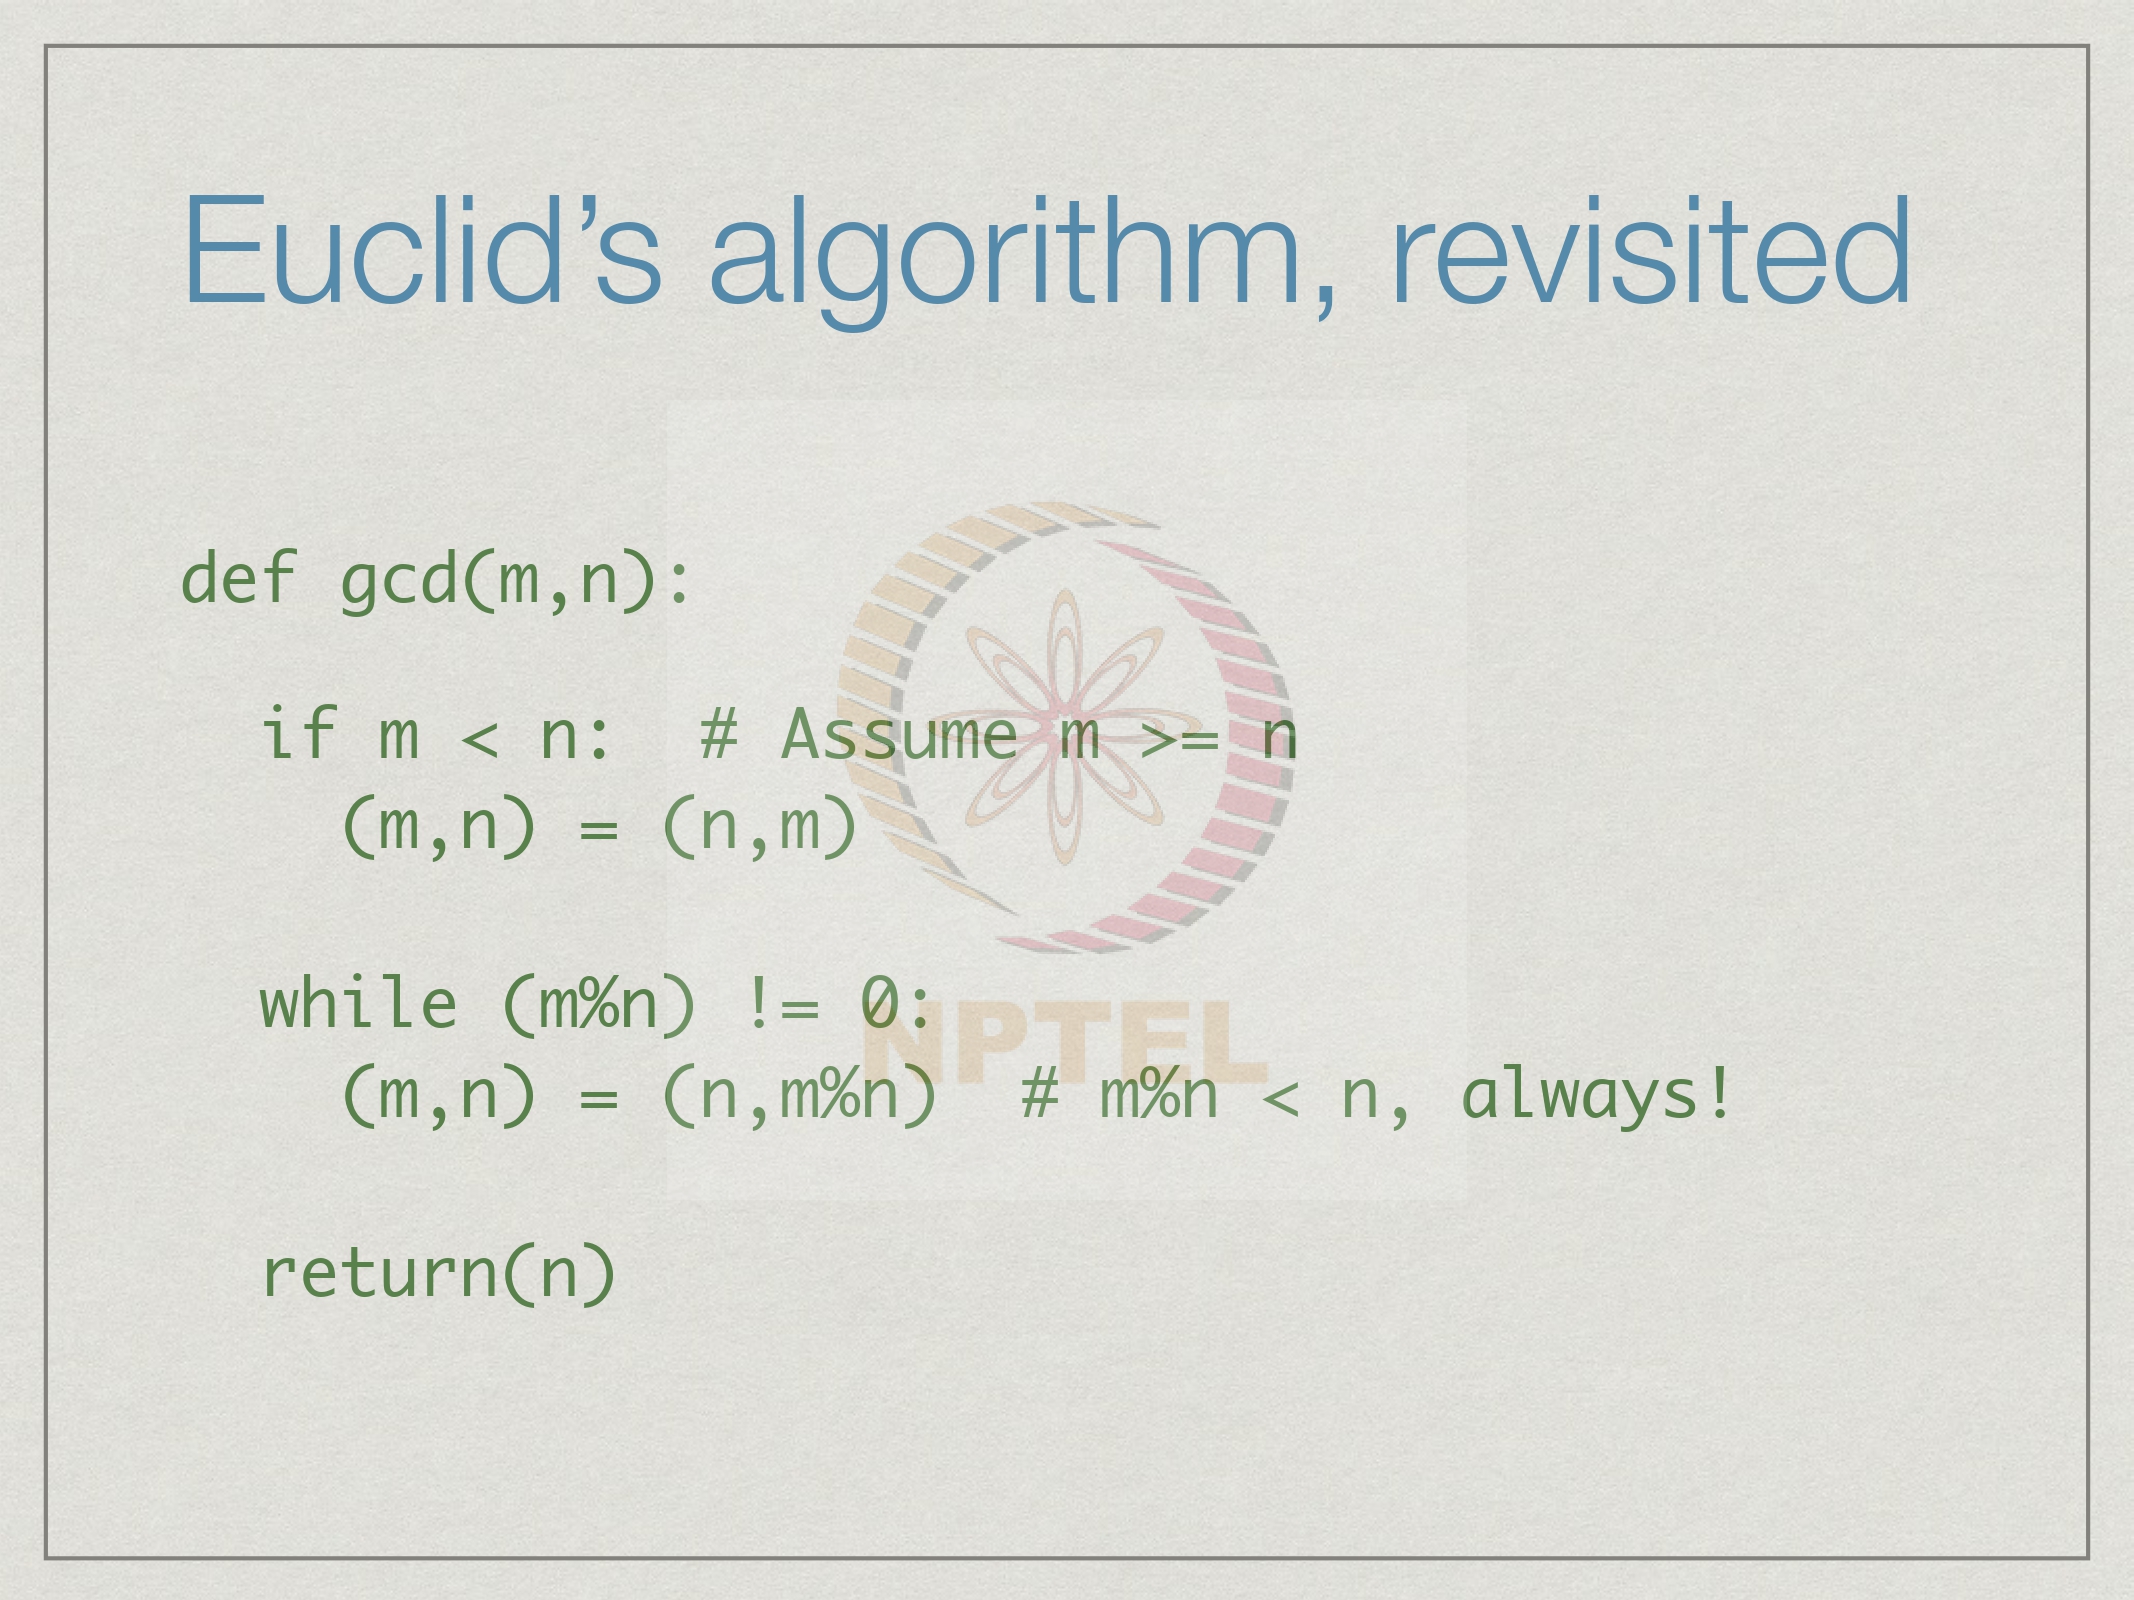 Euclid’s algorithm, revisited
def gcd(m,n):
if m < n:  # Assume m >= n
(m,n) = (n,m)
while (m%n) != 0:
(m,n) = (n,m%n)  # m%n < n, always!
return(n)
NPTEL